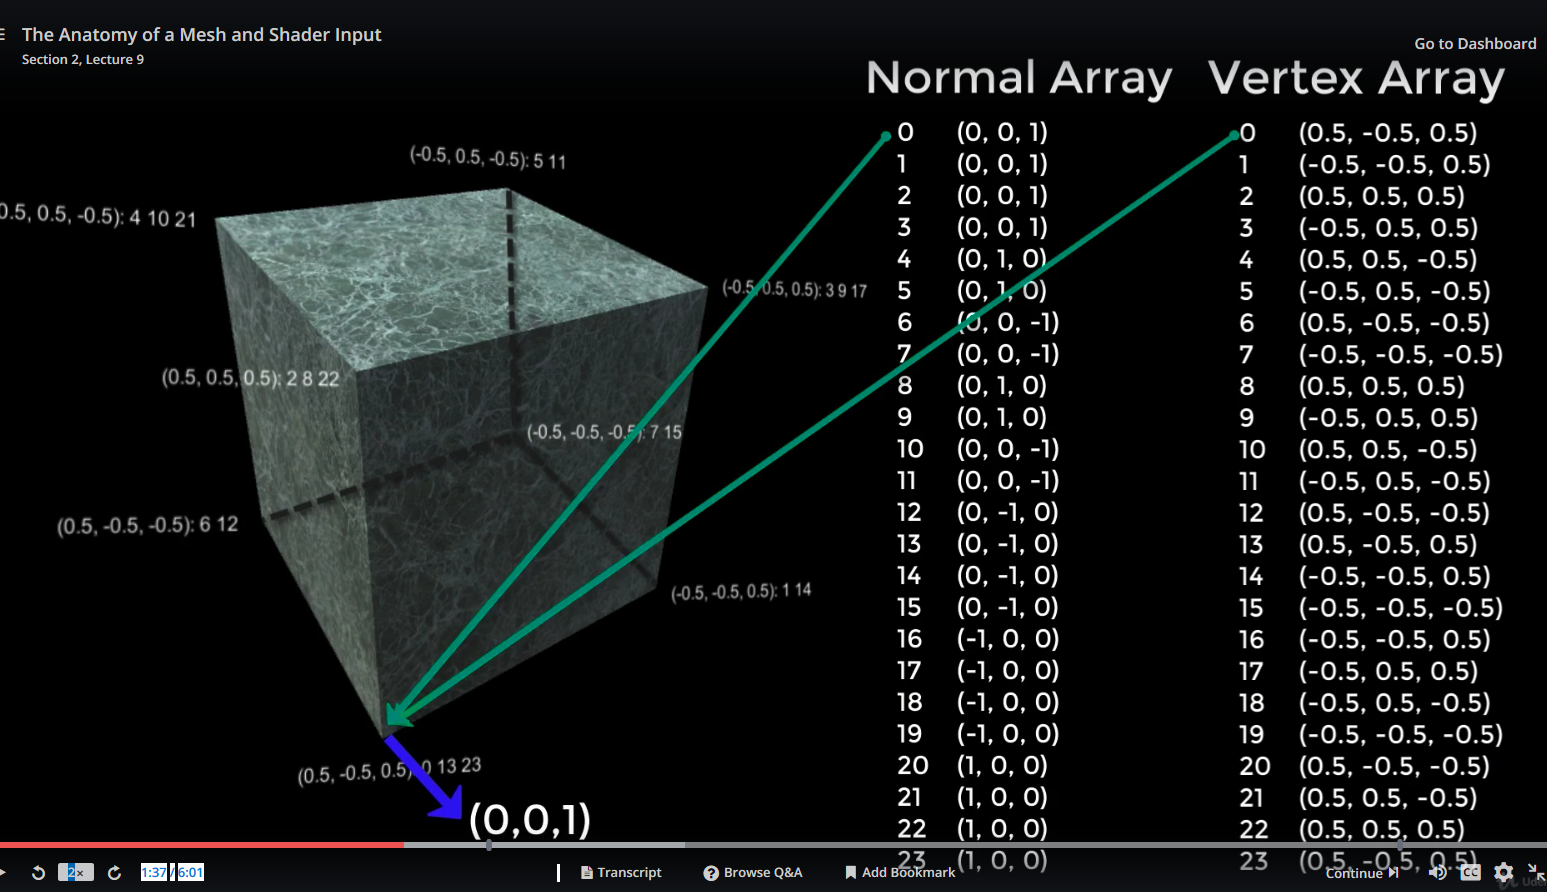 The Anatomy of a Mesh and Shader Input
Section 2, Lecture 9
Go to Dashboard
Normal Array
0 (0, 0, 1)
1 (0, 0, 1)
2 (0, 0, 1)
3 (0, 0, 1)
4 (0, 1, 0)
5 (0, 1, 0)
6 (0, 0, -1)
7 (0, 0, -1)
8 (0, 1, 0)
9 (0, 1, 0)
10 (0, 0, -1)
11 (0, 0, -1)
12 (0, -1, 0)
13 (0, -1, 0)
14 (0, -1, 0)
15 (0, -1, 0)
16 (-1, 0, 0)
17 (-1, 0, 0)
18 (-1, 0, 0)
19 (-1, 0, 0)
20 (1, 0, 0)
21 (1, 0, 0)
22 (1, 0, 0)
23 (1, 0, 0)
Vertex Array
0 (0.5, -0.5, 0.5)
1 (-0.5, -0.5, 0.5)
2 (0.5, 0.5, 0.5)
3 (-0.5, 0.5, 0.5)
4 (0.5, 0.5, -0.5)
5 (-0.5, 0.5, -0.5)
6 (0.5, -0.5, -0.5)
7 (-0.5, -0.5, -0.5)
8 (0.5, 0.5, 0.5)
9 (-0.5, 0.5, 0.5)
10 (0.5, 0.5, -0.5)
11 (-0.5, 0.5, -0.5)
12 (0.5, -0.5, -0.5)
13 (0.5, -0.5, 0.5)
14 (-0.5, -0.5, 0.5)
15 (-0.5, -0.5, -0.5)
16 (-0.5, -0.5, 0.5)
17 (-0.5, 0.5, 0.5)
18 (-0.5, 0.5, -0.5)
19 (-0.5, -0.5, -0.5)
20 (0.5, -0.5, -0.5)
21 (0.5, 0.5, -0.5)
22 (0.5, 0.5, 0.5)
23 (0.5, -0.5, 0.5)
(-0.5, 0.5, -0.5): 5 11
0.5, 0.5, -0.5): 4 10 21
(-0.5, 0.5, 0.5): 3 9 17
(0.5, 0.5, 0.5): 2 8 22
(-0.5, -0.5, -0.5): 7 15
(0.5, -0.5, -0.5): 6 12
(-0.5, -0.5, 0.5): 1 14
(0.5, -0.5, 0.5): 0 13 23
(0,0,1)
2×
1:37 / 6:01
Transcript
Browse Q&A
Add Bookmark
Continue
CC